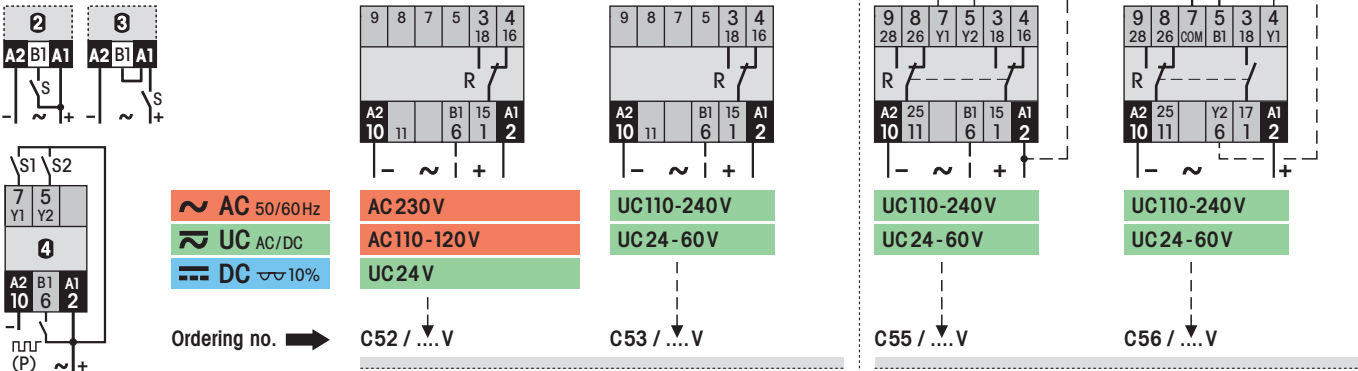 2
A2 B1 A1
S
- ~ +
3
A2 B1 A1
S
- ~ +
S1 S2
7 5
Y1 Y2
4
A2 B1 A1
10 6 2
-
(P) ~ +
9 8 7 5 3 4
18 16
R
A2 B1 15 A1
10 11 6 1 2
- ~ +
9 8 7 5 3 4
18 16
R
A2 B1 15 A1
10 11 6 1 2
- ~ +
9 8 7 5 3 4
28 26 Y1 Y2 18 16
R
A2 25 B1 15 A1
10 11 6 1 2
- ~ +
9 8 7 5 3 4
28 26 COM B1 18 Y1
R
A2 25 Y2 17 A1
10 11 6 1 2
- ~ +
~ AC 50/60Hz
UC AC/DC
DC 10%
AC230V
AC110-120V
UC24V
UC110-240V
UC24-60V
UC110-240V
UC24-60V
UC110-240V
UC24-60V
Ordering no.
C52 / ....V
C53 / ....V
C55 / ....V
C56 / ....V